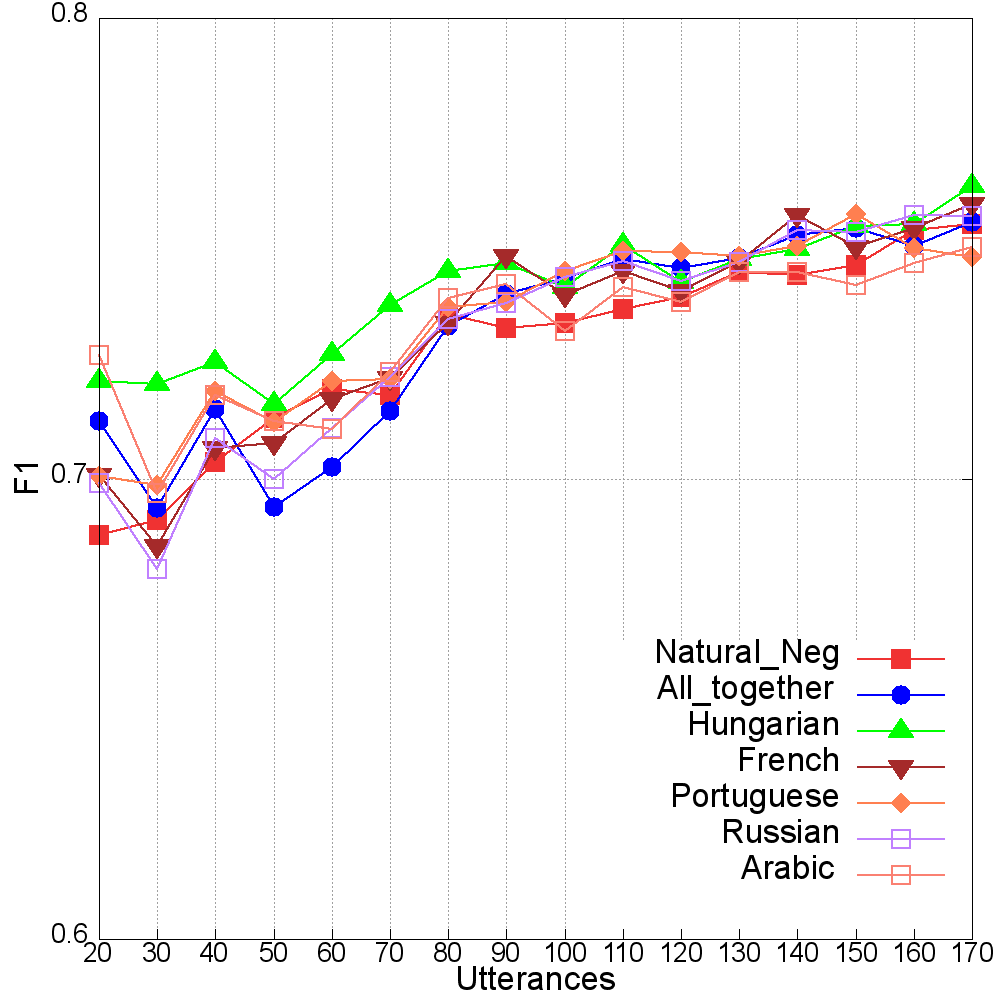 0.8
F1
0.7
Natural_Neg
All_together
Hungarian
French
Portuguese
Russian
Arabic
0.6
20 30 40 50 60 70 80 90 100 110 120 130 140 150 160 170
Utterances